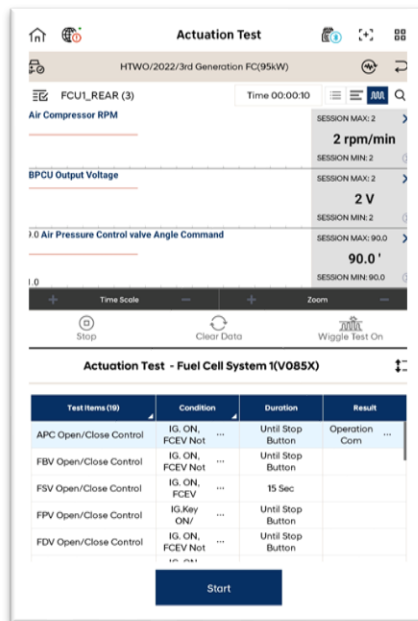 Actuation Test
HTWO/2022/3rd Generation FC(95kW)
FCU1_REAR (3)
Time 00:00:10
Air Compressor RPM
SESSION MAX: 2
2 rpm/min
SESSION MIN: 2
BPCU Output Voltage
SESSION MAX: 2
2 V
SESSION MIN: 2
Air Pressure Control valve Angle Command
SESSION MAX: 90.0
90.0 '
SESSION MIN: 90.0
+ Time Scale − + Zoom −
Stop Clear Data Wiggle Test On
Actuation Test - Fuel Cell System 1(V085X)
Test Items (19) Condition Duration Result
APC Open/Close Control
IG. ON,
FCEV Not ...
Until Stop
Button
Operation
Com ...
FBV Open/Close Control
IG. ON,
FCEV Not ...
Until Stop
Button
FSV Open/Close Control
IG. ON,
FCEV ...
15 Sec
FPV Open/Close Control
IG.Key
ON/ ...
Until Stop
Button
FDV Open/Close Control
IG. ON,
FCEV Not ...
Until Stop
Button
Start